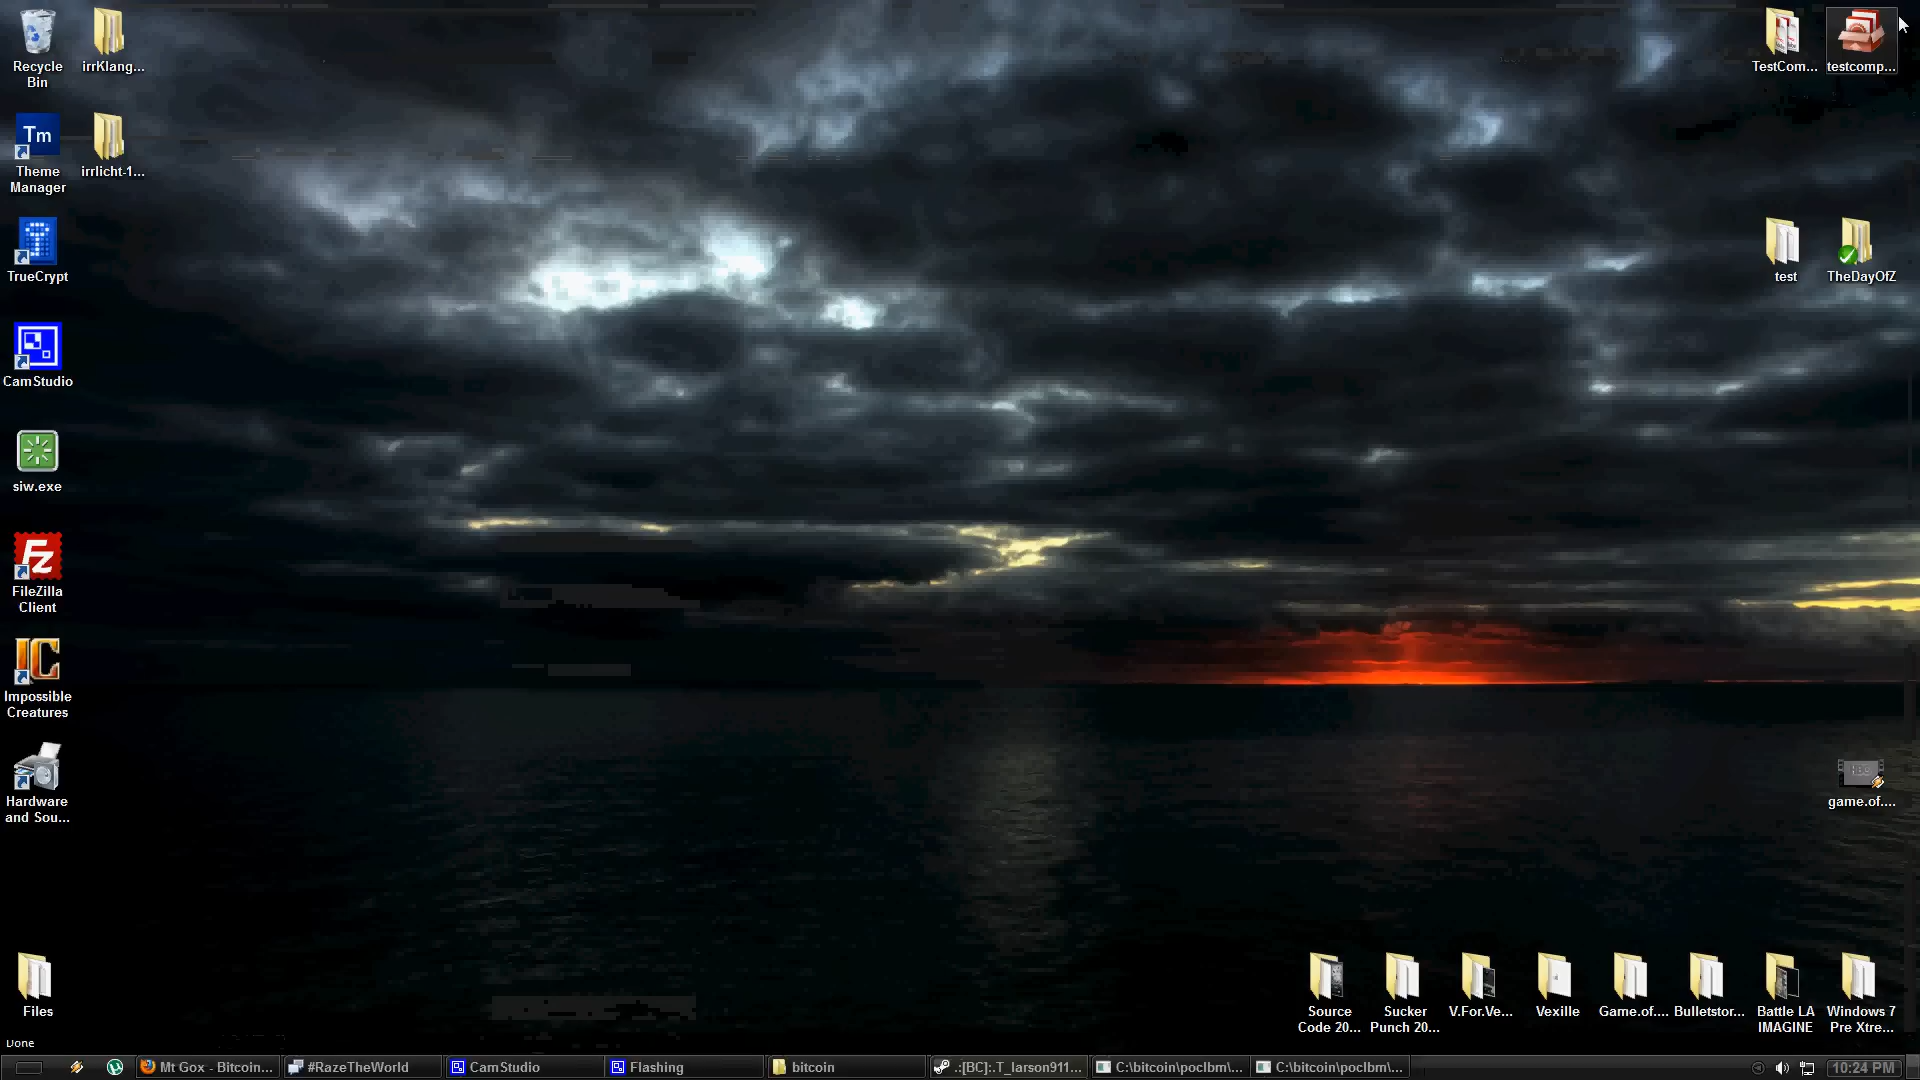 Recycle
Bin
irrKlang...
TestCom...
testcomp...
Tm
Theme
Manager
irrlicht-1...
TrueCrypt
test
TheDayOfZ
CamStudio
siw.exe
Fz
FileZilla
Client
IC
Impossible
Creatures
Hardware
and Sou...
game.of....
Files
Source
Code 20...
Sucker
Punch 20...
V.For.Ve...
Vexille
Game.of....
Bulletstor...
Battle LA
IMAGINE
Windows 7
Pre Xtre...
Done
Mt Gox - Bitcoin...
#RazeTheWorld
CamStudio
Flashing
bitcoin
.:[BC]:.T_larson911...
C:\bitcoin\poclbm\...
C:\bitcoin\poclbm\...
10:24 PM